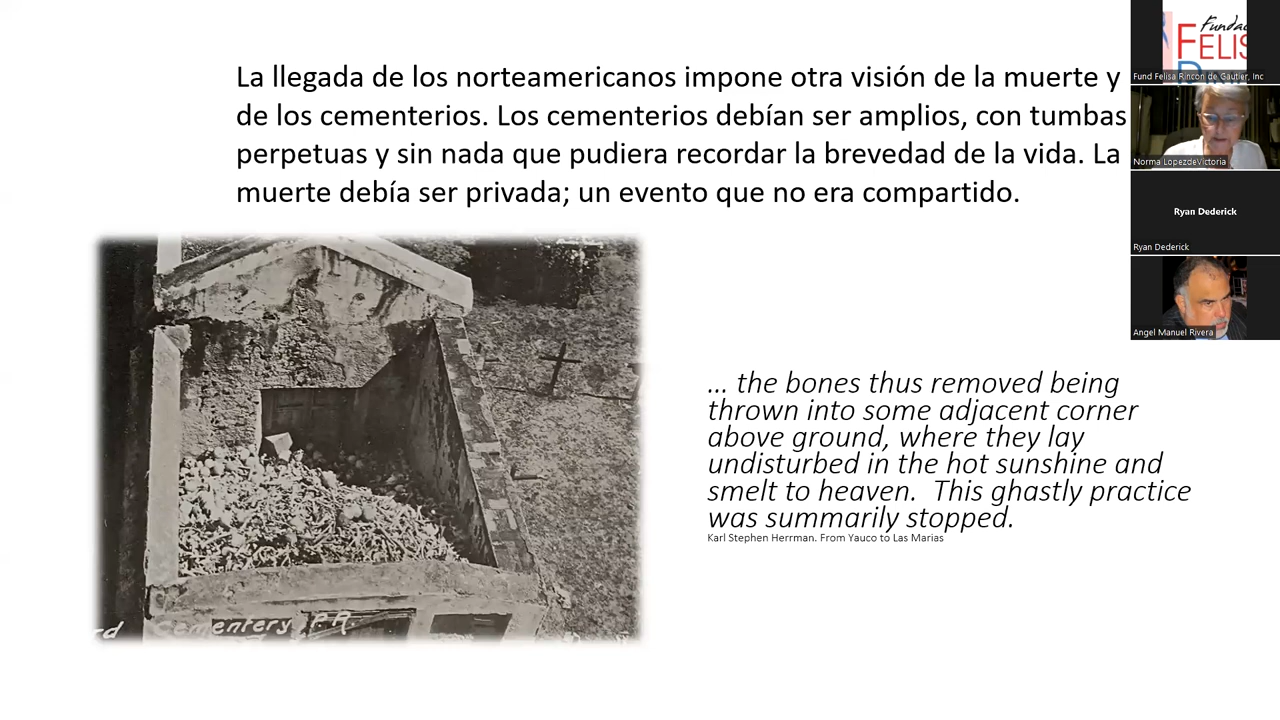 La llegada de los norteamericanos impone otra visión de la muerte y
de los cementerios. Los cementerios debían ser amplios, con tumbas
perpetuas y sin nada que pudiera recordar la brevedad de la vida. La
muerte debía ser privada; un evento que no era compartido.
... the bones thus removed being
thrown into some adjacent corner
above ground, where they lay
undisturbed in the hot sunshine and
smelt to heaven. This ghastly practice
was summarily stopped.
Karl Stephen Herrman. From Yauco to Las Marias
rd Cementery, P.R.
Fundac
FELIS
Fund Felisa Rincon de Gautier, Inc
Norma LopezdeVictoria
Ryan Dederick
Ryan Dederick
Angel Manuel Rivera